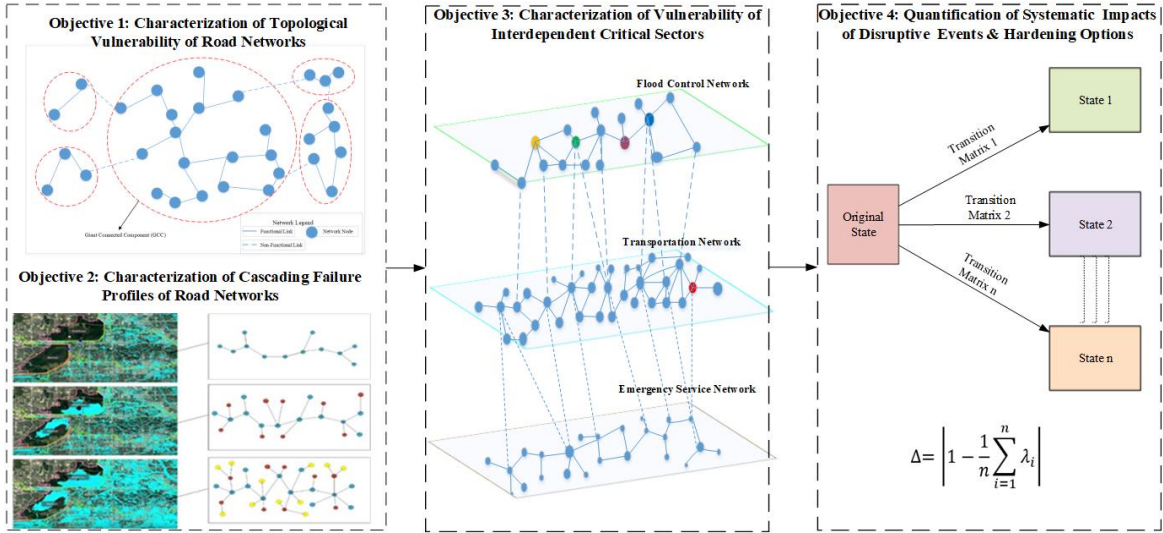 Objective 1: Characterization of Topological
Vulnerability of Road Networks
Giant Connected Component (GCC)
Network Legend
Functional Link
Network Node
Non-Functional Link
Objective 2: Characterization of Cascading Failure
Profiles of Road Networks
Objective 3: Characterization of Vulnerability of
Interdependent Critical Sectors
Flood Control Network
Transportation Network
Emergency Service Network
Objective 4: Quantification of Systematic Impacts
of Disruptive Events & Hardening Options
Original
State
Transition
Matrix 1
Transition
Matrix 2
Transition
Matrix n
State 1
State 2
State n
Δ= |1 − 1/n ∑ᵢ₌₁ⁿ λᵢ|